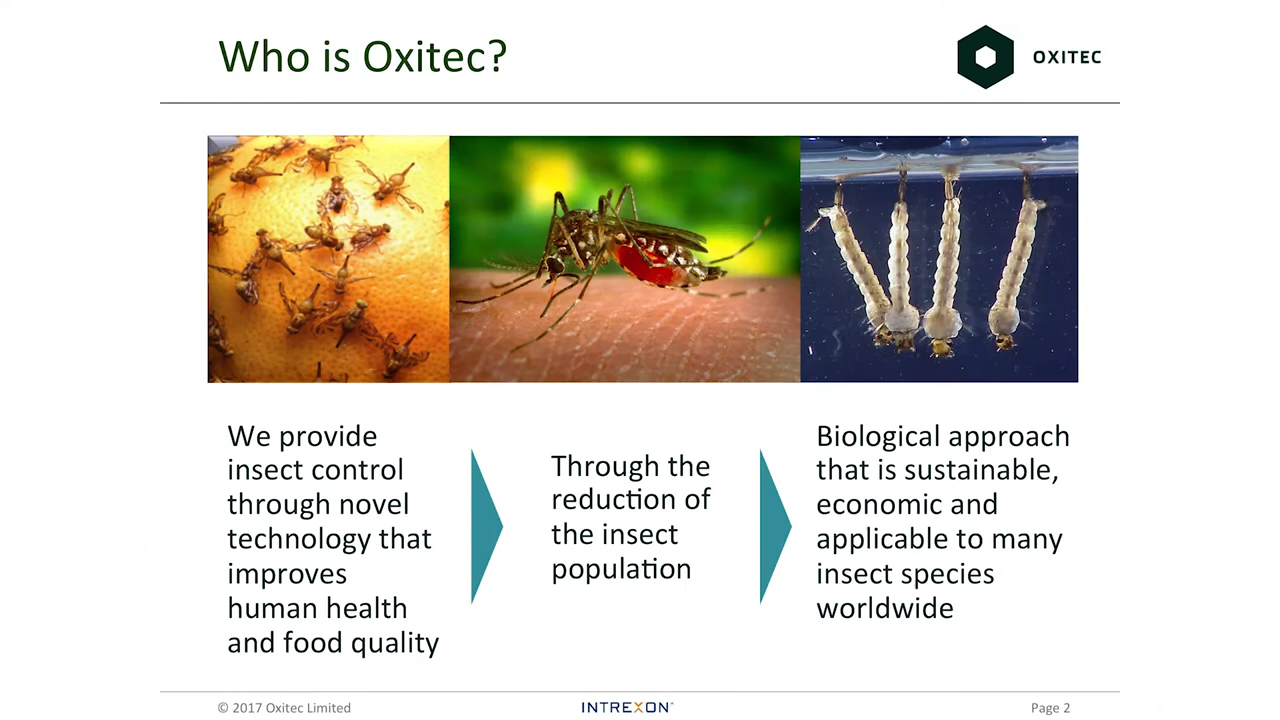 Who is Oxitec?
OXITEC
We provide
insect control
through novel
technology that
improves
human health
and food quality
Through the
reduction of
the insect
population
Biological approach
that is sustainable,
economic and
applicable to many
insect species
worldwide
© 2017 Oxitec Limited
INTREXON
Page 2